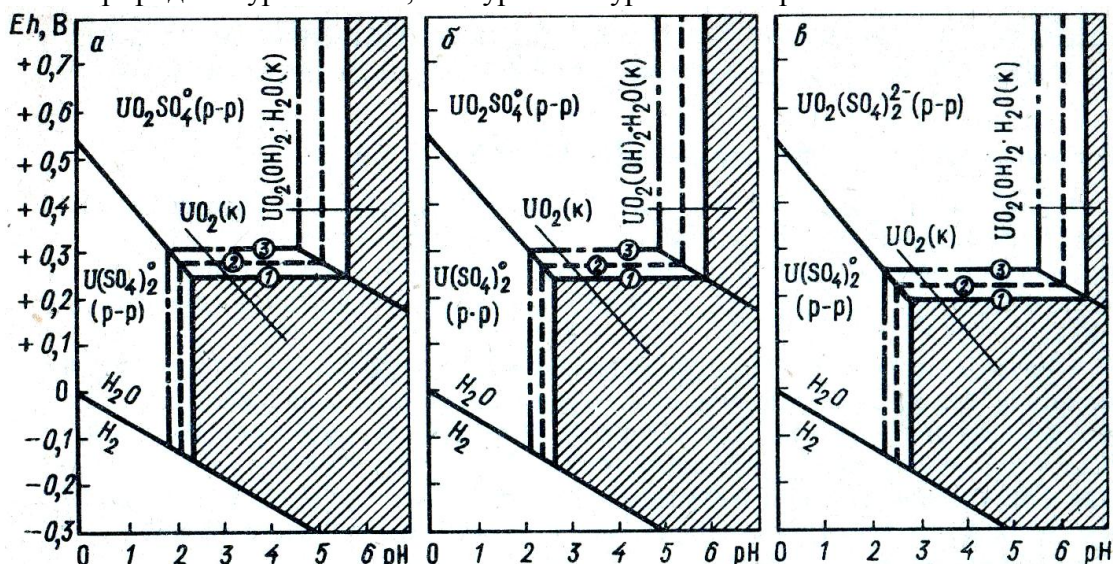 Eh, В
+ 0,7
+ 0,6
+ 0,5
+ 0,4
+ 0,3
+ 0,2
+ 0,1
0
−0,1
−0,2
−0,3
а
UO₂SO₄°(р-р)
UO₂(OH)₂·H₂O(к)
UO₂(к)
U(SO₄)₂°
(р-р)
3
2
1
H₂O
H₂
0 1 2 3 4 5 6 pH
б
UO₂SO₄°(р-р)
UO₂(OH)₂·H₂O(к)
UO₂(к)
U(SO₄)₂°
(р·р)
3
2
1
H₂O
H₂
0 1 2 3 4 5 6 pH
в
UO₂(SO₄)₂²⁻(р-р)
UO₂(OH)₂·H₂O(к)
UO₂(к)
U(SO₄)₂°
(р-р)
3
2
1
H₂O
H₂
0 1 2 3 4 5 6 pH